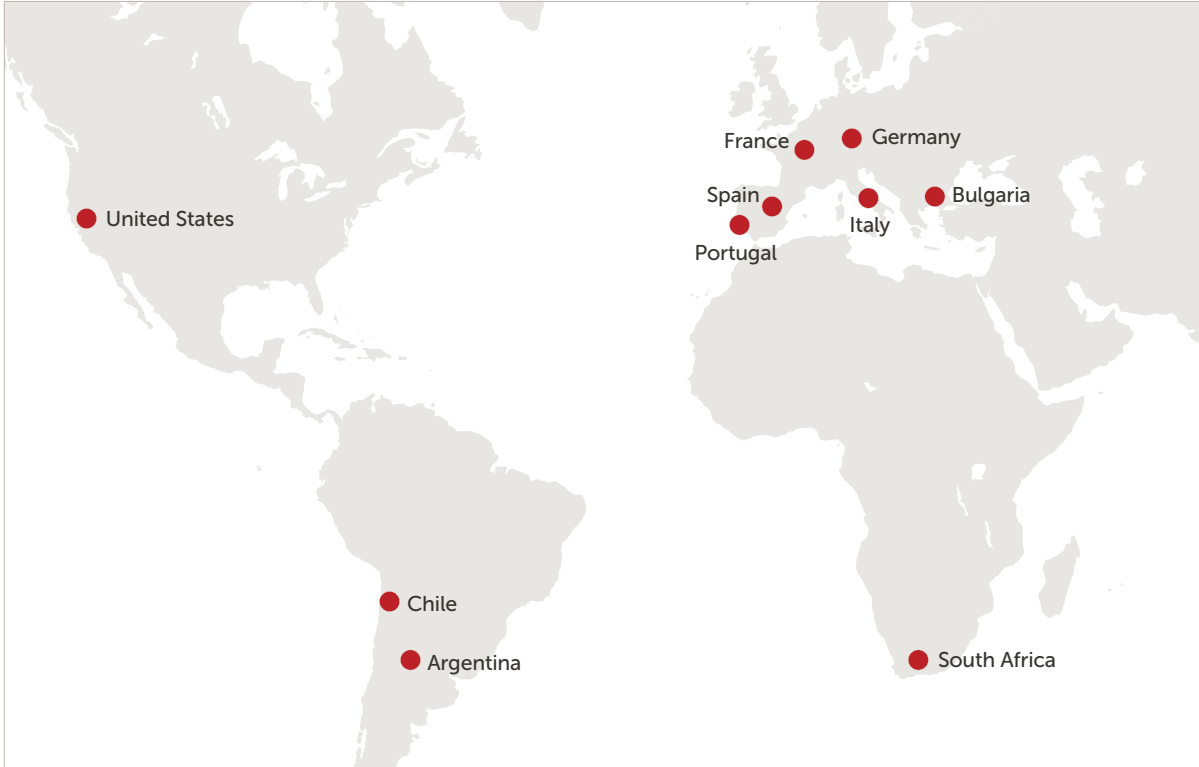 France
Germany
Spain
Bulgaria
United States
Italy
Portugal
Chile
Argentina
South Africa